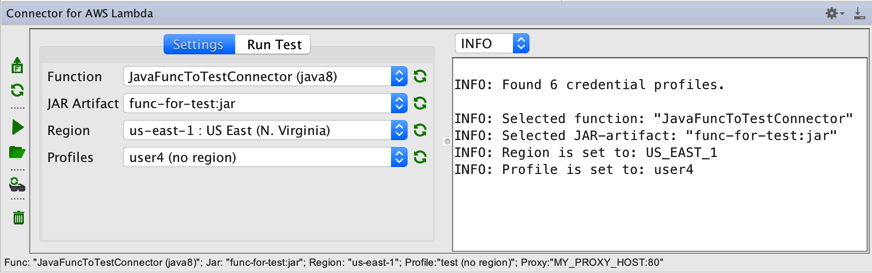 Connector for AWS Lambda
Settings
Run Test
Function
JavaFuncToTestConnector (java8)
JAR Artifact
func-for-test:jar
Region
us-east-1 : US East (N. Virginia)
Profiles
user4 (no region)
INFO
INFO: Found 6 credential profiles.
INFO: Selected function: "JavaFuncToTestConnector"
INFO: Selected JAR-artifact: "func-for-test:jar"
INFO: Region is set to: US_EAST_1
INFO: Profile is set to: user4
Func: "JavaFuncToTestConnector (java8)"; Jar: "func-for-test:jar"; Region: "us-east-1"; Profile:"test (no region)"; Proxy:"MY_PROXY_HOST:80"